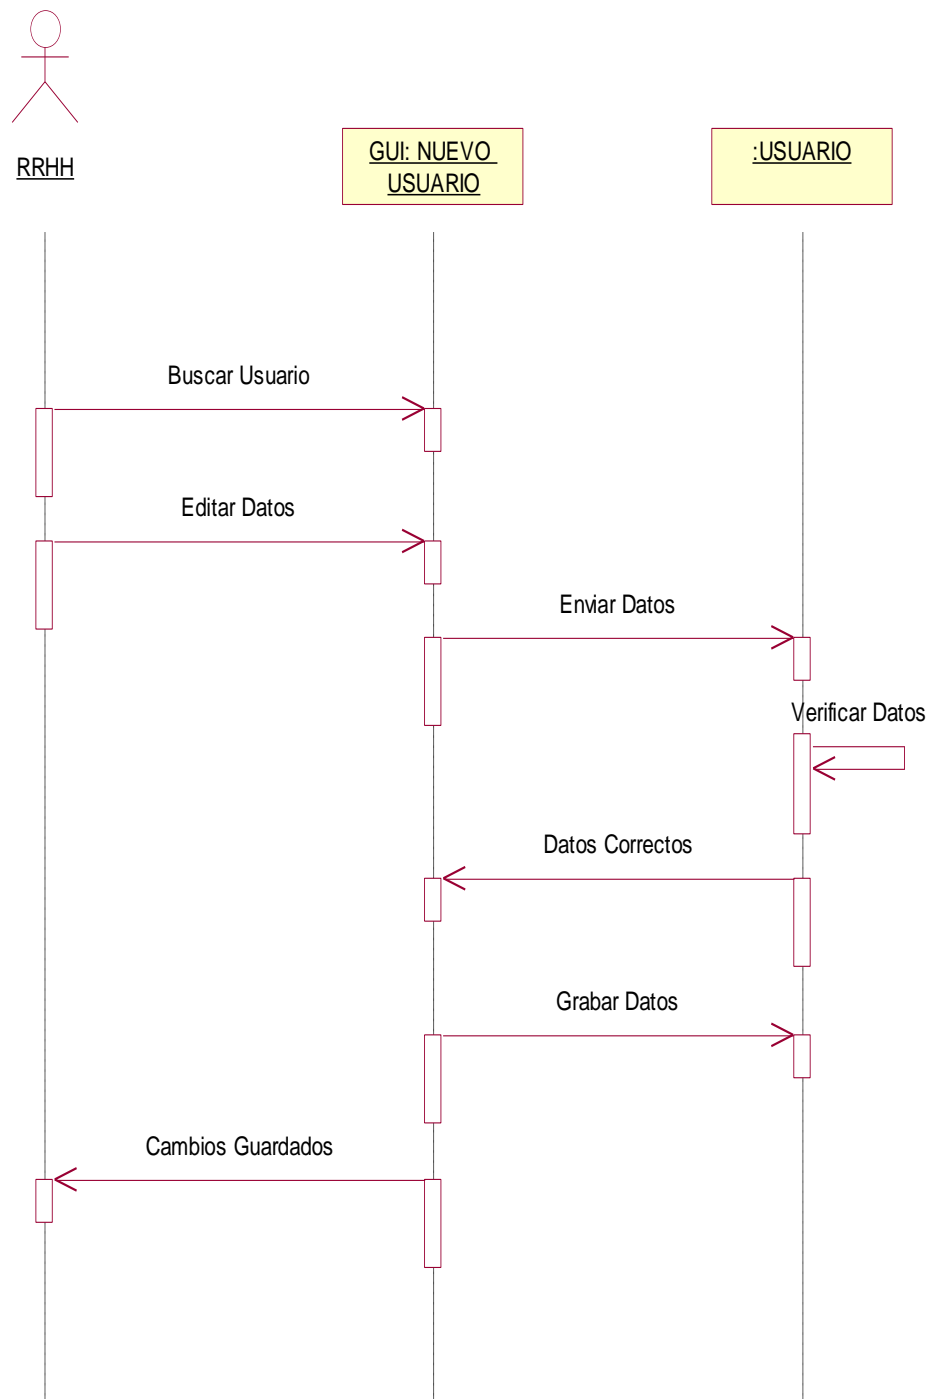 RRHH
GUI: NUEVO
USUARIO
:USUARIO
Buscar Usuario
Editar Datos
Enviar Datos
Verificar Datos
Datos Correctos
Grabar Datos
Cambios Guardados